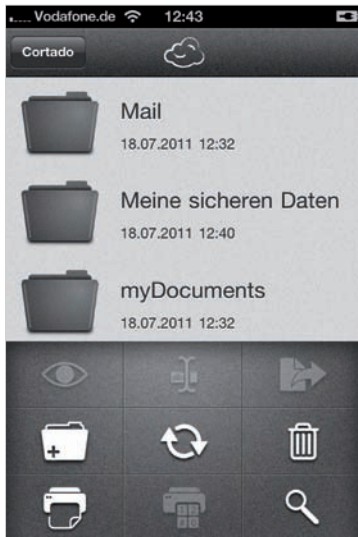 Vodafone.de 12:43
Cortado
Mail
18.07.2011 12:32
Meine sicheren Daten
18.07.2011 12:40
myDocuments
18.07.2011 12:32